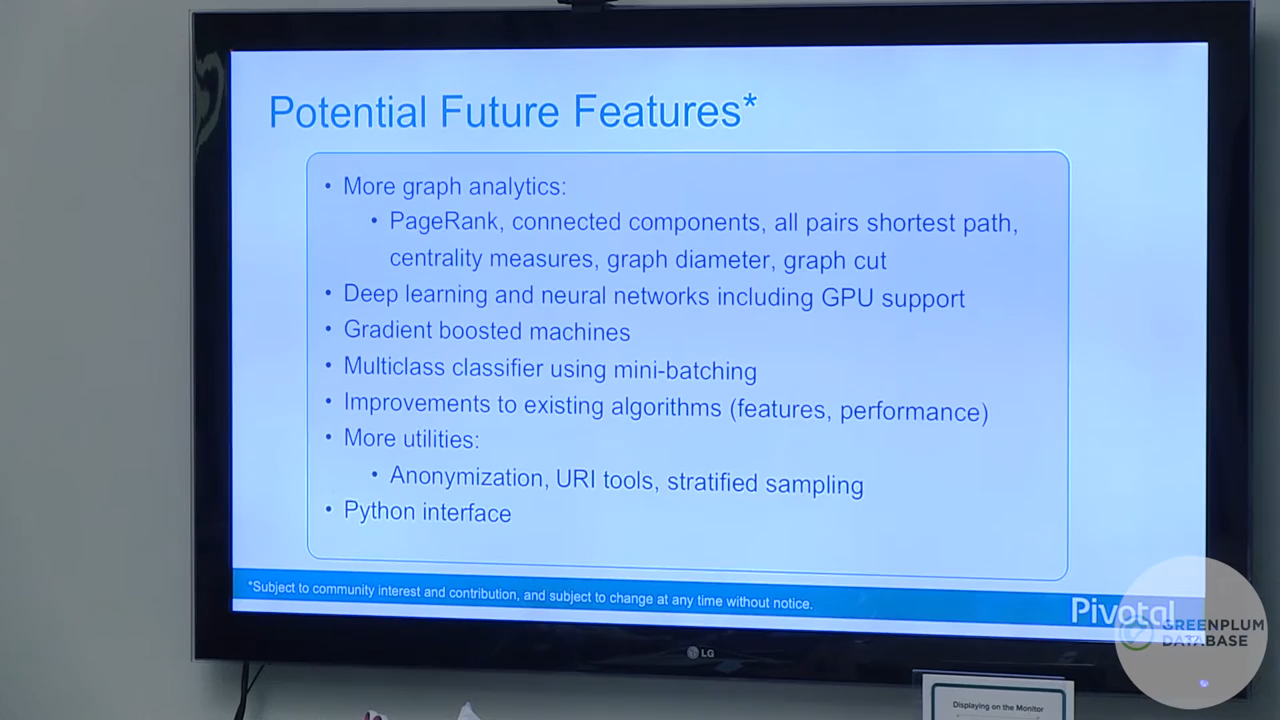 Potential Future Features*
• More graph analytics:
• PageRank, connected components, all pairs shortest path,
centrality measures, graph diameter, graph cut
• Deep learning and neural networks including GPU support
• Gradient boosted machines
• Multiclass classifier using mini-batching
• Improvements to existing algorithms (features, performance)
• More utilities:
• Anonymization, URI tools, stratified sampling
• Python interface
*Subject to community interest and contribution, and subject to change at any time without notice.
Pivotal
GREENPLUM
DATABASE
LG
Displaying on the Monitor